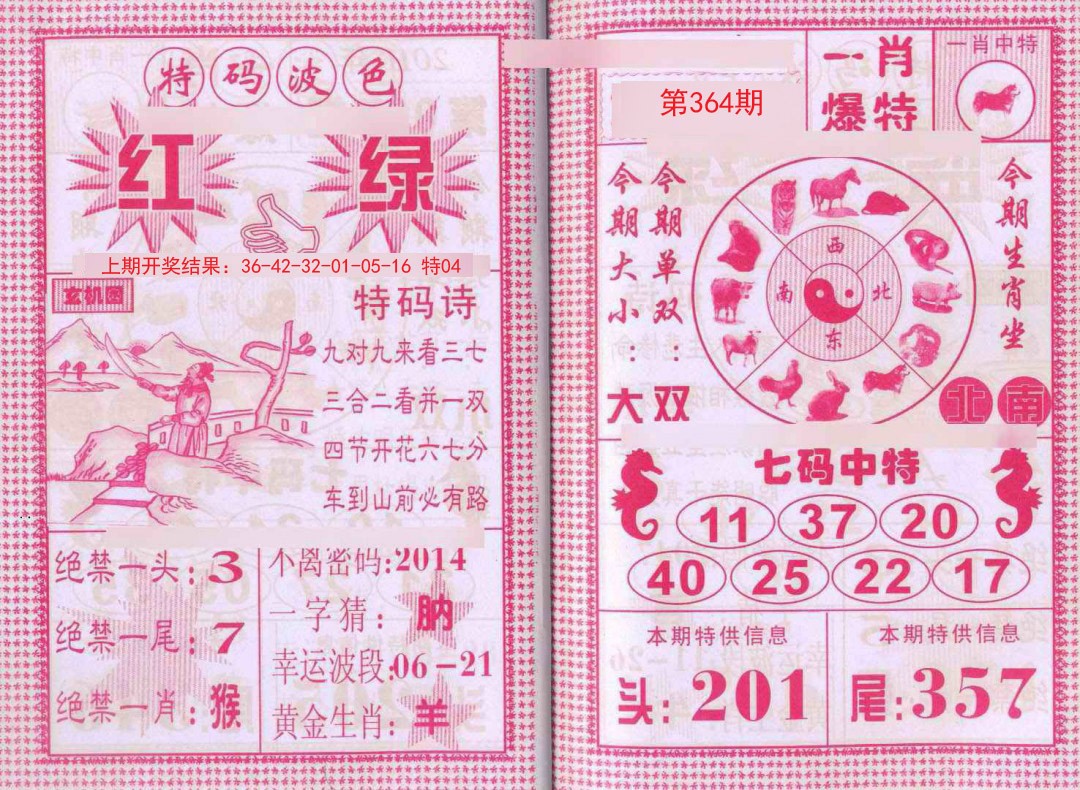 特码波色
红 绿
上期开奖结果：36-42-32-01-05-16 特04
玄机图
特码诗
九对九来看三七
三合二看并一双
四节开花六七分
车到山前必有路
绝禁一头:3
绝禁一尾:7
绝禁一肖:猴
不离密码:2014
一字猜：肭
幸运波段:06-21
黄金生肖:羊
第364期
一肖
爆特
一肖中特
今期大小：大
今期单双：双
西
南 北
东
今期生肖坐
北 南
七码中特
11 37 20
40 25 22 17
本期特供信息
头:201
本期特供信息
尾:357